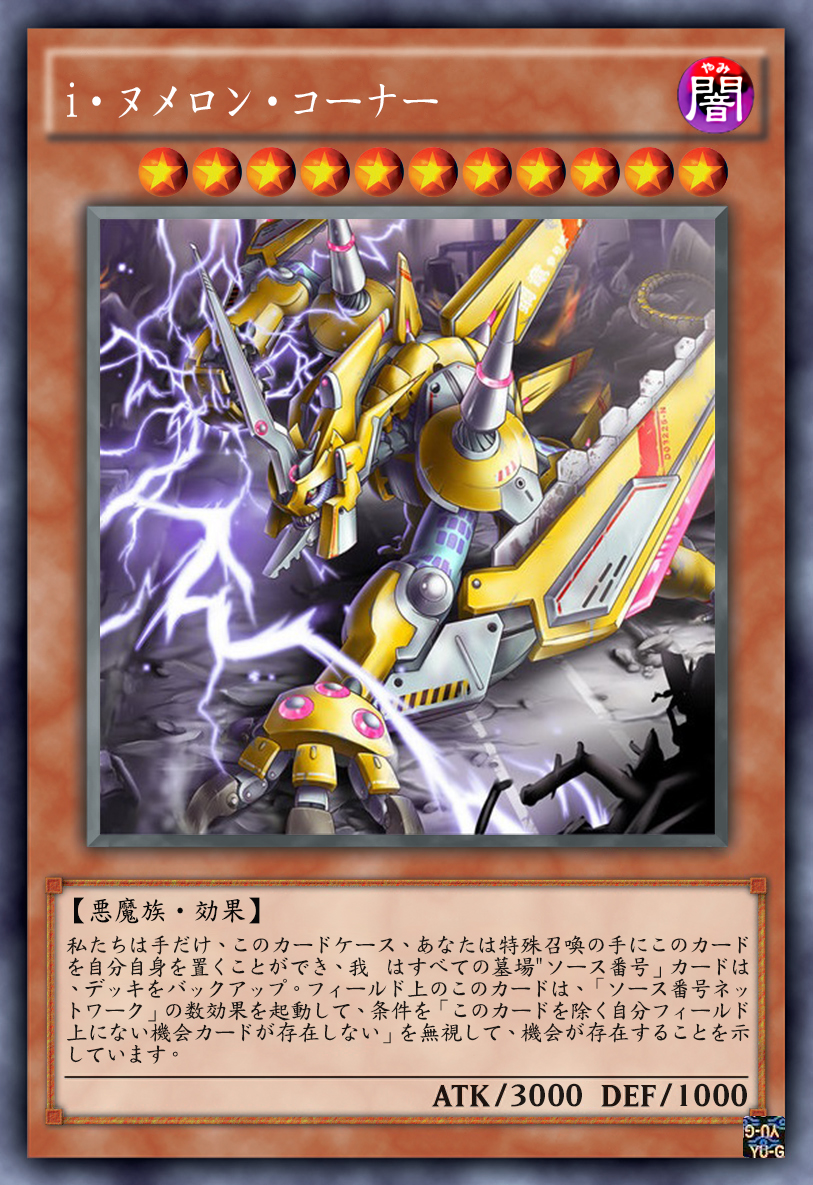 i・ヌメロン・コーナー
やみ
闇
【悪魔族・効果】
私たちは手だけ、このカードケース、あなたは特殊召喚の手にこのカード
を自分自身を置くことができ、我 はすべての墓場"ソース番号」カードは
、デッキをバックアップ。フィールド上のこのカードは、「ソース番号ネッ
トワーク」の数効果を起動して、条件を「このカードを除く自分フィールド
上にない機会カードが存在しない」を無視して、機会が存在することを示
しています。
ATK/3000 DEF/1000
YU-G
YU-G